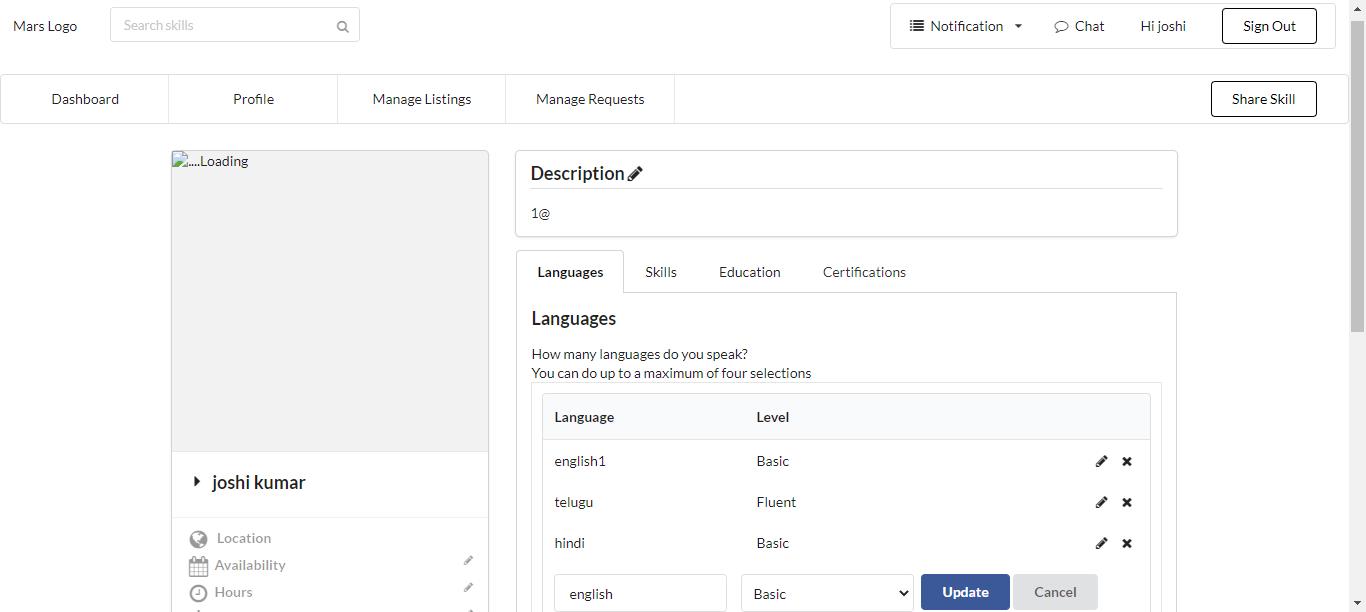 Mars Logo
Search skills
Notification
Chat
Hi joshi
Sign Out
Dashboard
Profile
Manage Listings
Manage Requests
Share Skill
....Loading
joshi kumar
Location
Availability
Hours
Description
1@
Languages
Skills
Education
Certifications
Languages
How many languages do you speak?
You can do up to a maximum of four selections
Language Level
english1 Basic
telugu Fluent
hindi Basic
english Basic Update Cancel